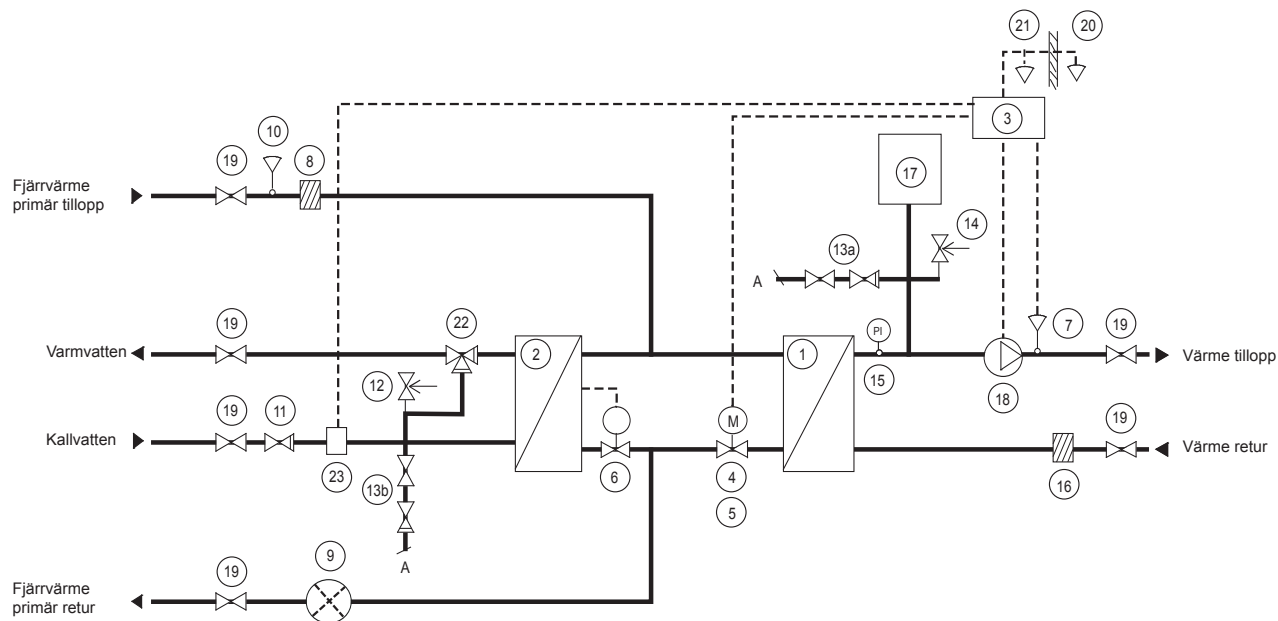 21
20
3
10
19
8
17
Fjärrvärme
primär tillopp
14
13a
A
19
22
7
19
2
1
PI
Varmvatten
Värme tillopp
12
15
18
19
11
M
19
Kallvatten
Värme retur
23
13b
6
4
16
5
A
9
19
Fjärrvärme
primär retur